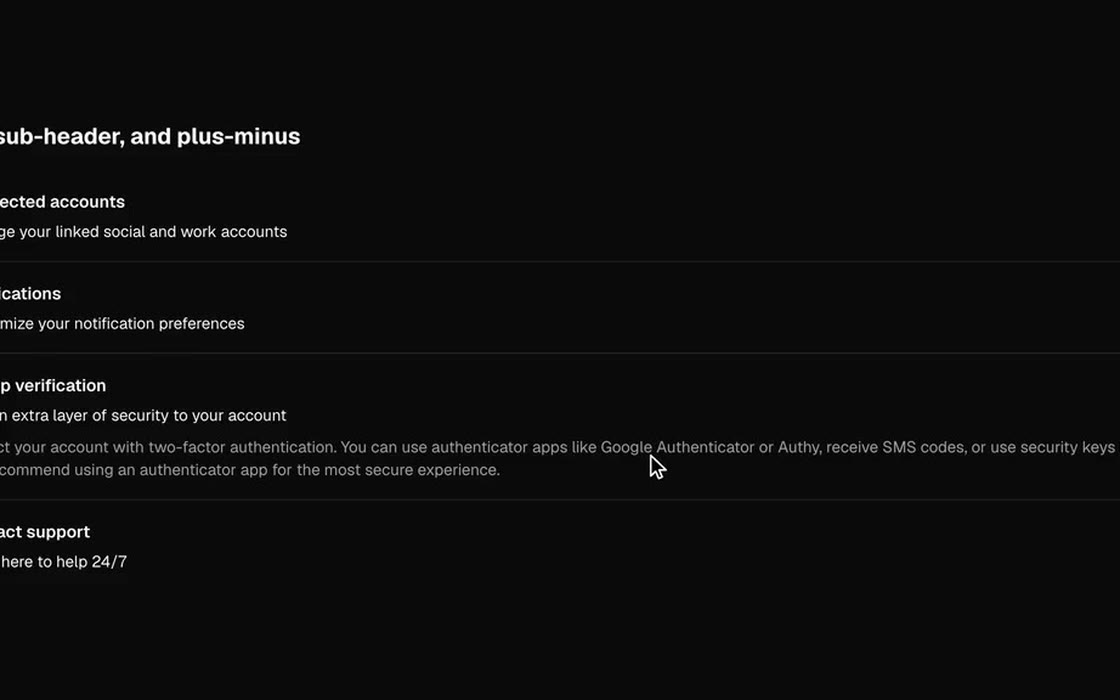 sub-header, and plus-minus
ected accounts
ge your linked social and work accounts
ications
mize your notification preferences
p verification
n extra layer of security to your account
ct your account with two-factor authentication. You can use authenticator apps like Google Authenticator or Authy, receive SMS codes, or use security keys
commend using an authenticator app for the most secure experience.
act support
here to help 24/7